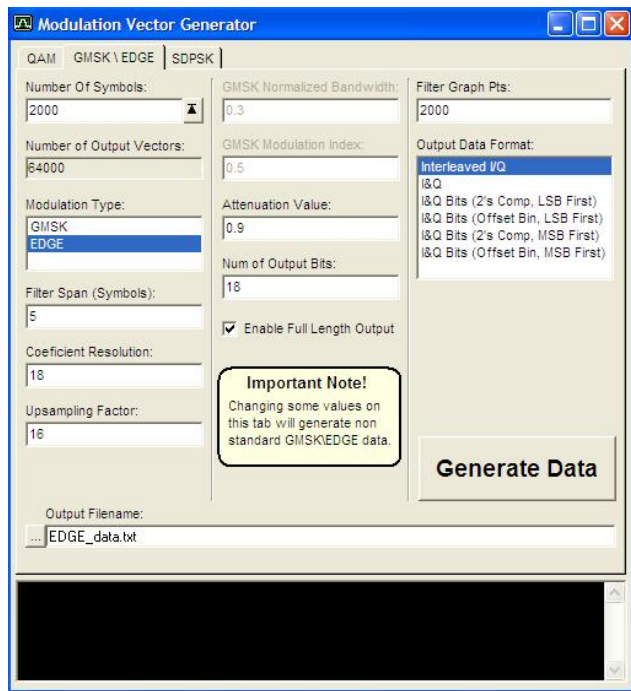 Modulation Vector Generator
QAM
GMSK \ EDGE
SDPSK
Number Of Symbols:
2000
Number of Output Vectors:
64000
Modulation Type:
GMSK
EDGE
Filter Span (Symbols):
5
Coeficient Resolution:
18
Upsampling Factor:
16
GMSK Normalized Bandwidth:
0.3
GMSK Modulation Index:
0.5
Attenuation Value:
0.9
Num of Output Bits:
18
Enable Full Length Output
Important Note!
Changing some values on
this tab will generate non
standard GMSK\EDGE data.
Filter Graph Pts:
2000
Output Data Format:
Interleaved I/Q
I&Q
I&Q Bits (2's Comp, LSB First)
I&Q Bits (Offset Bin, LSB First)
I&Q Bits (2's Comp, MSB First)
I&Q Bits (Offset Bin, MSB First)
Generate Data
Output Filename:
... EDGE_data.txt